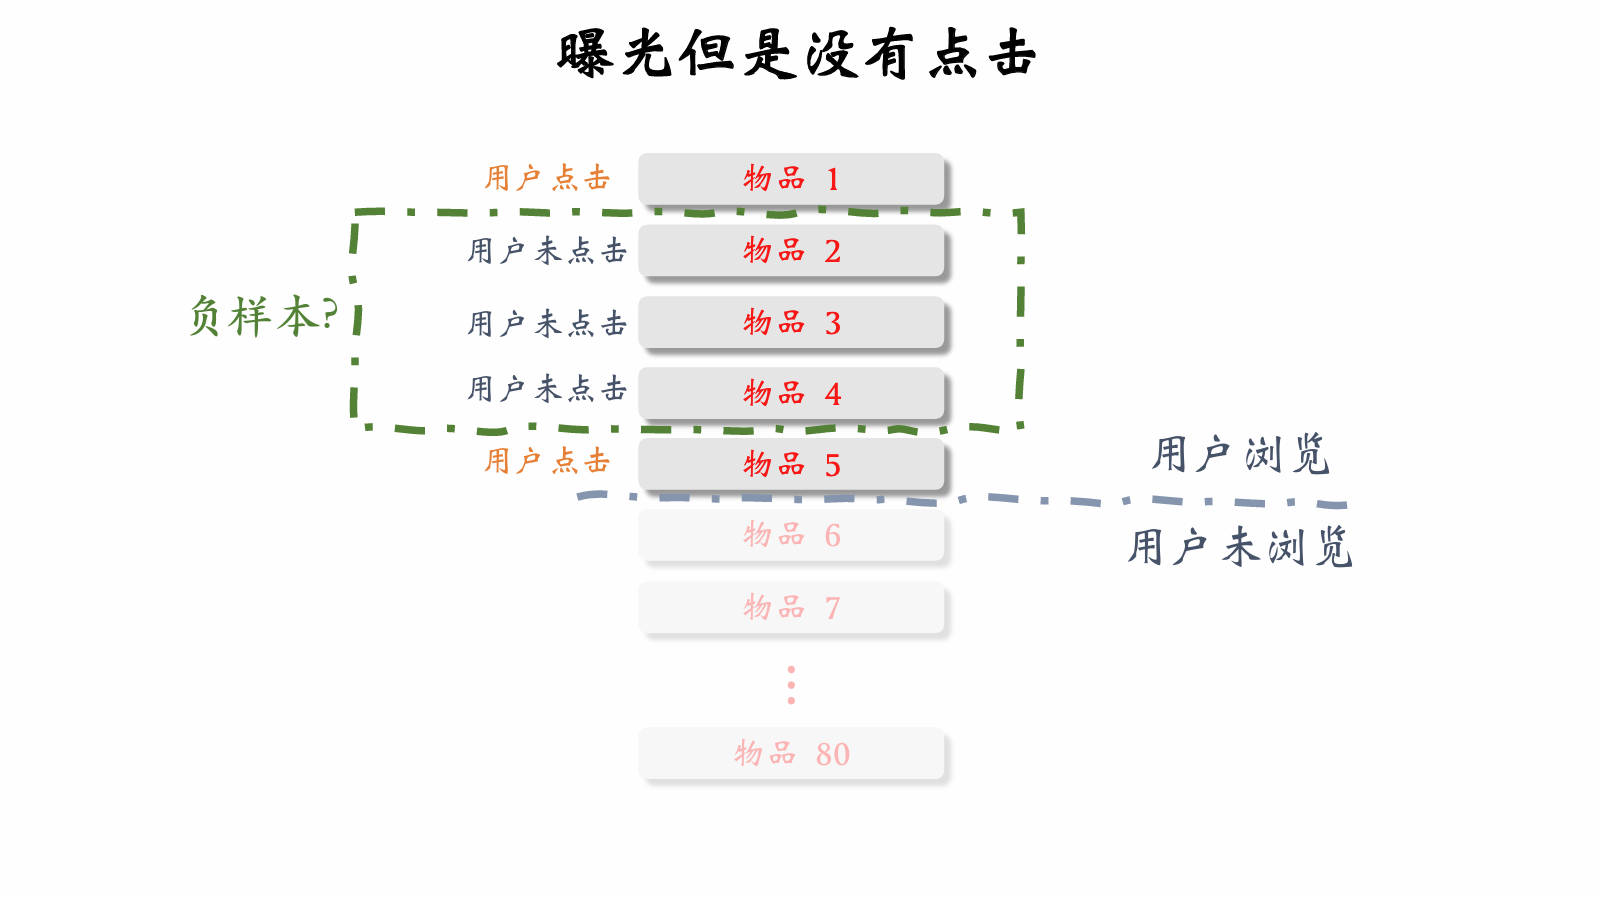 曝光但是没有点击
用户点击 物品 1
用户未点击 物品 2
负样本?
用户未点击 物品 3
用户未点击 物品 4
用户点击 物品 5
用户浏览
物品 6
用户未浏览
物品 7
物品 80